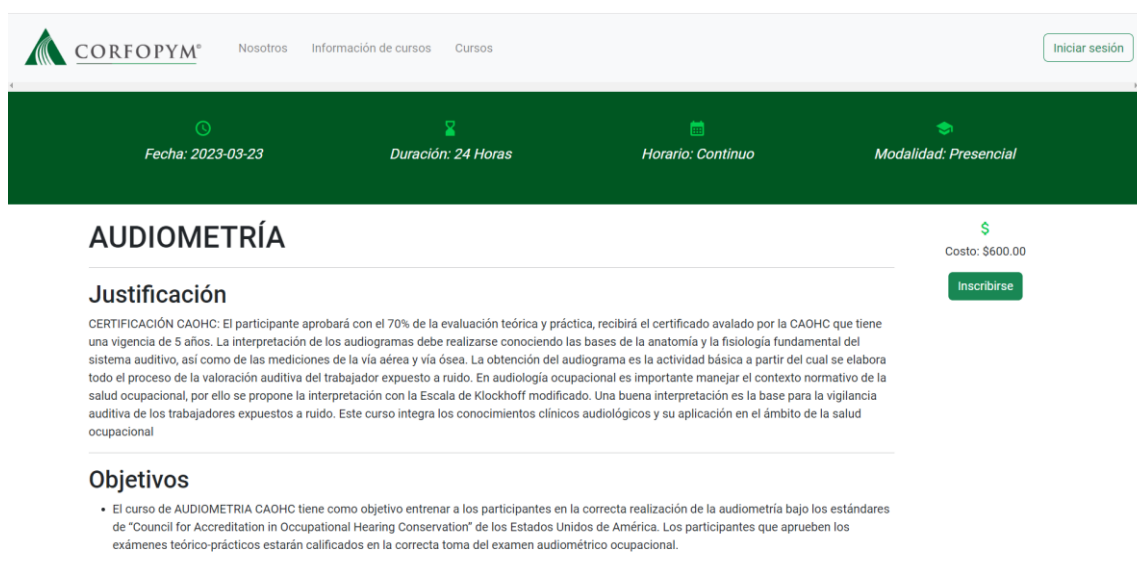 CORFOPYM®
Nosotros
Información de cursos
Cursos
Iniciar sesión
Fecha: 2023-03-23
Duración: 24 Horas
Horario: Continuo
Modalidad: Presencial
AUDIOMETRÍA
$
Costo: $600.00
Inscribirse
Justificación
CERTIFICACIÓN CAOHC: El participante aprobará con el 70% de la evaluación teórica y práctica, recibirá el certificado avalado por la CAOHC que tiene
una vigencia de 5 años. La interpretación de los audiogramas debe realizarse conociendo las bases de la anatomía y la fisiología fundamental del
sistema auditivo, así como de las mediciones de la vía aérea y vía ósea. La obtención del audiograma es la actividad básica a partir del cual se elabora
todo el proceso de la valoración auditiva del trabajador expuesto a ruido. En audiología ocupacional es importante manejar el contexto normativo de la
salud ocupacional, por ello se propone la interpretación con la Escala de Klockhoff modificado. Una buena interpretación es la base para la vigilancia
auditiva de los trabajadores expuestos a ruido. Este curso integra los conocimientos clínicos audiológicos y su aplicación en el ámbito de la salud
ocupacional
Objetivos
• El curso de AUDIOMETRIA CAOHC tiene como objetivo entrenar a los participantes en la correcta realización de la audiometría bajo los estándares
de “Council for Accreditation in Occupational Hearing Conservation” de los Estados Unidos de América. Los participantes que aprueben los
exámenes teórico-prácticos estarán calificados en la correcta toma del examen audiométrico ocupacional.